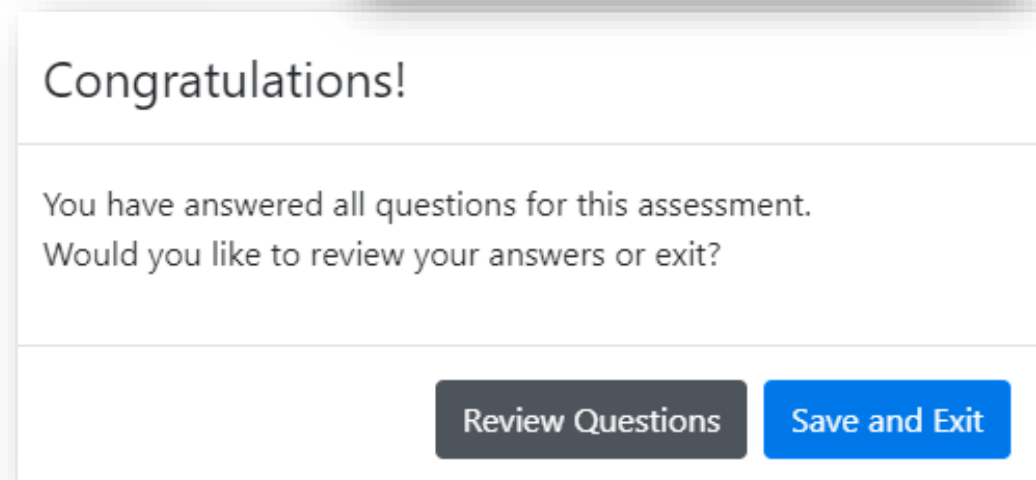 Congratulations!
You have answered all questions for this assessment.
Would you like to review your answers or exit?
Review Questions
Save and Exit